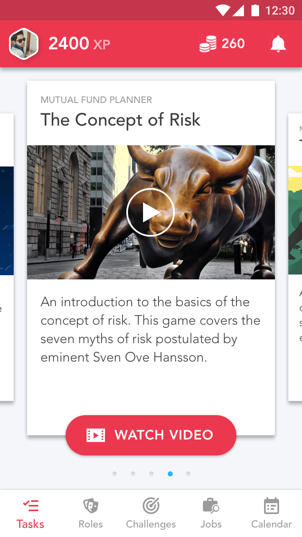 12:30
2400 XP
260
MUTUAL FUND PLANNER
The Concept of Risk
An introduction to the basics of the
concept of risk. This game covers the
seven myths of risk postulated by
eminent Sven Ove Hansson.
WATCH VIDEO
Tasks Roles Challenges Jobs Calendar